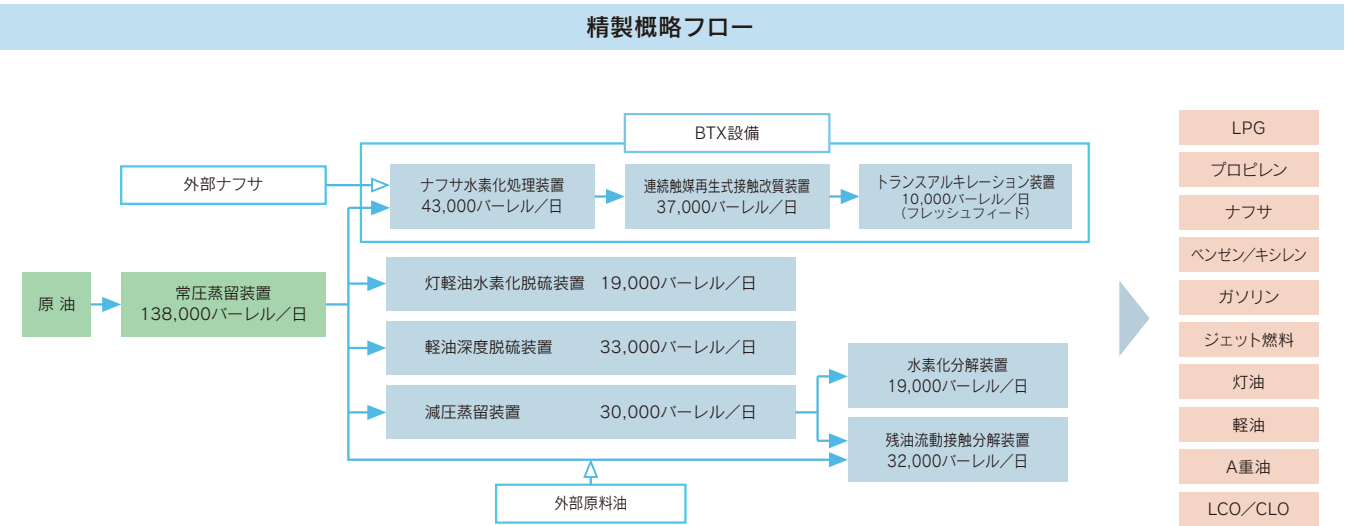 精製概略フロー
BTX設備
外部ナフサ
ナフサ水素化処理装置
43,000バーレル／日
連続触媒再生式接触改質装置
37,000バーレル／日
トランスアルキレーション装置
10,000バーレル／日
（フレッシュフィード）
原油
常圧蒸留装置
138,000バーレル／日
灯軽油水素化脱硫装置 19,000バーレル／日
軽油深度脱硫装置 33,000バーレル／日
減圧蒸留装置 30,000バーレル／日
水素化分解装置
19,000バーレル／日
残油流動接触分解装置
32,000バーレル／日
外部原料油
LPG
プロピレン
ナフサ
ベンゼン／キシレン
ガソリン
ジェット燃料
灯油
軽油
A重油
LCO／CLO